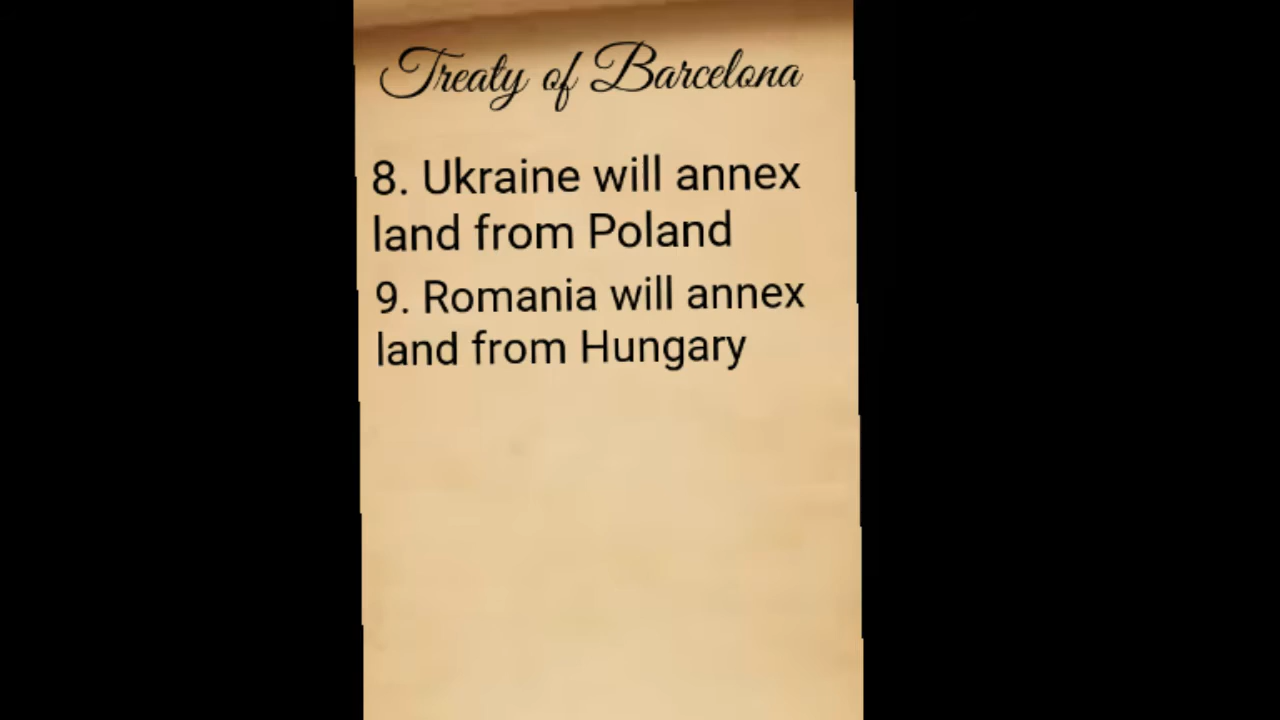 Treaty of Barcelona
8. Ukraine will annex
land from Poland
9. Romania will annex
land from Hungary